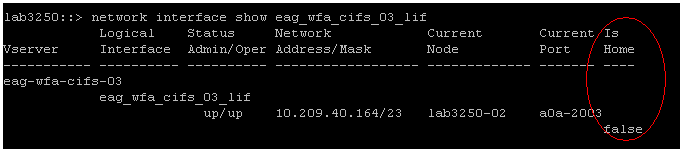 lab3250::> network interface show eag_wfa_cifs_03_lif
Logical Status Network Current Current Is
Vserver Interface Admin/Oper Address/Mask Node Port Home
----------- ---------- ---------- ------------------ ------------- ------- ----
eag-wfa-cifs-03
eag_wfa_cifs_03_lif
up/up 10.209.40.164/23 lab3250-02 a0a-2003
false